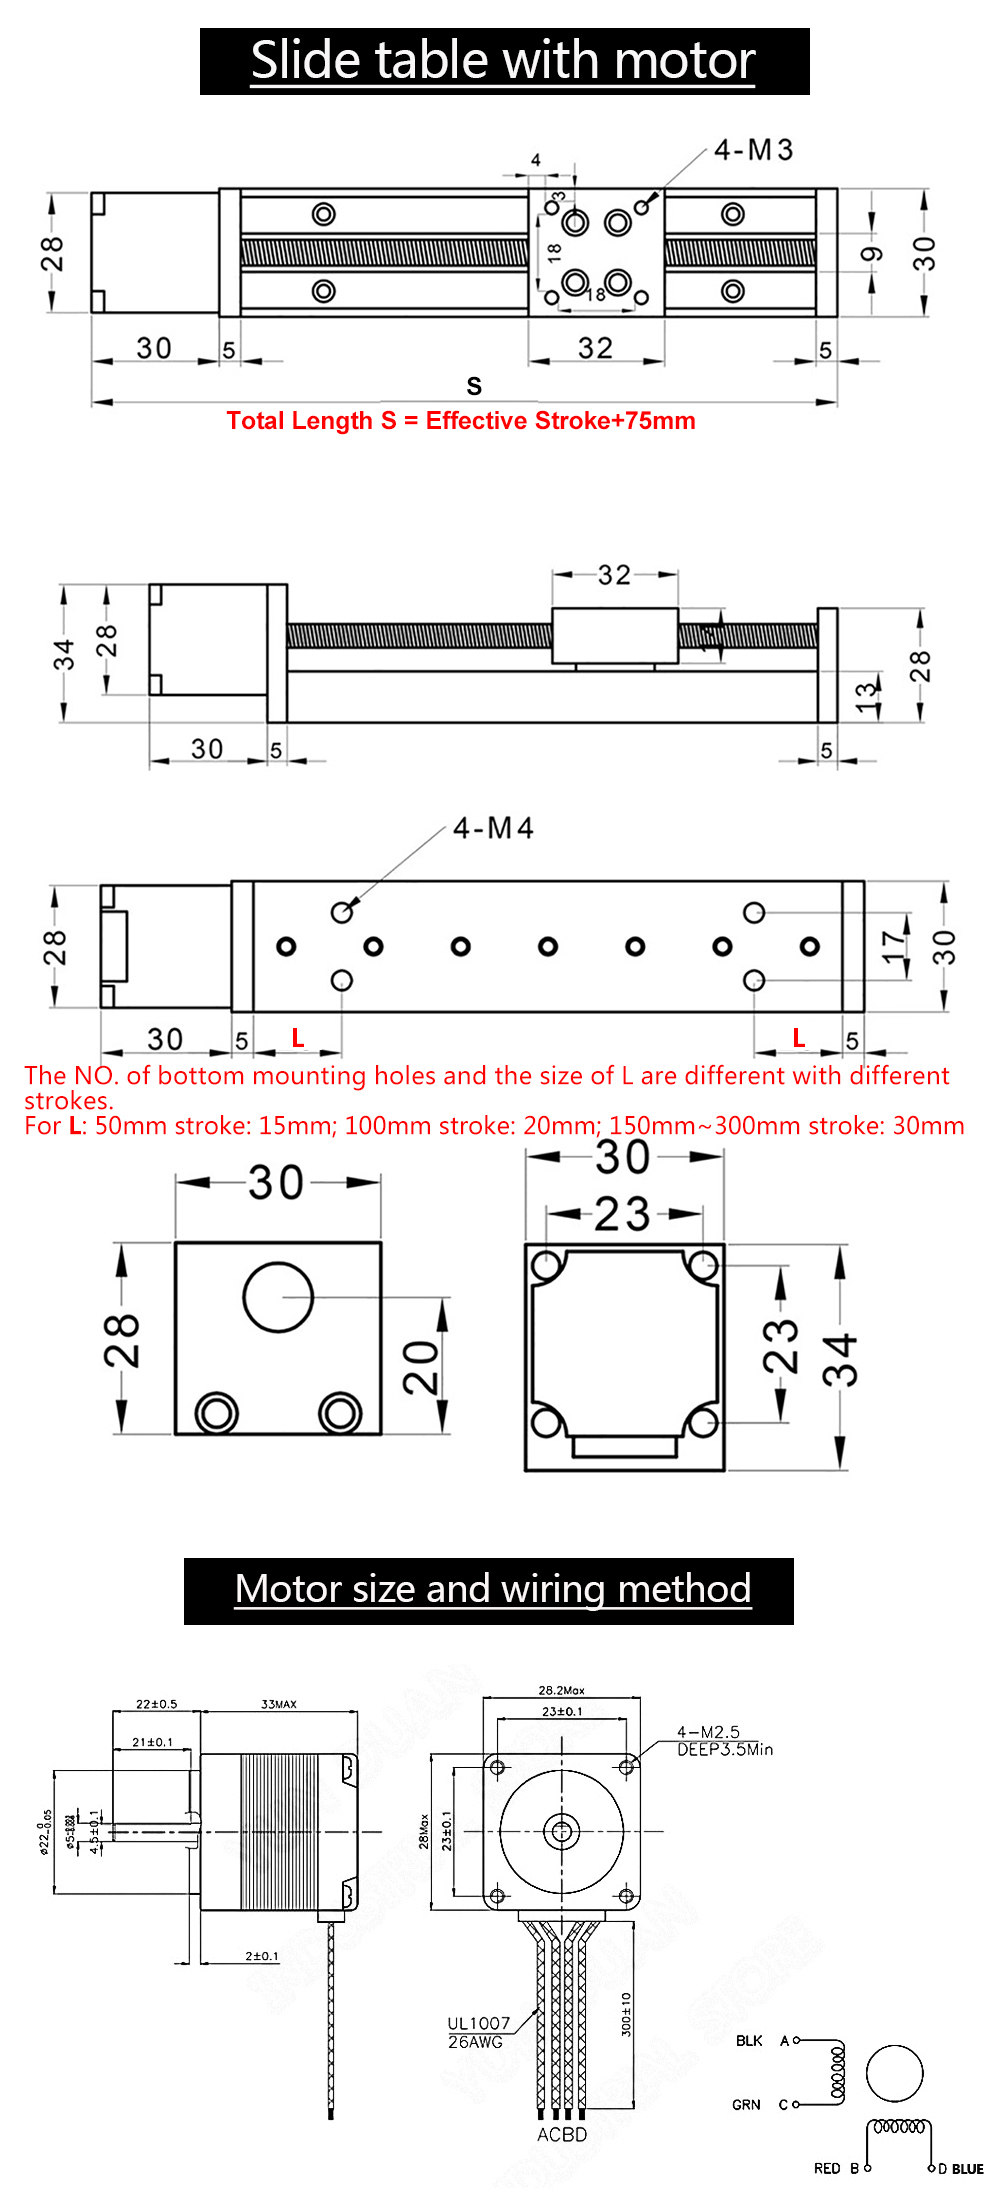 Slide table with motor
4-M3
4
3
28
18
18
9
30
30
5
32
5
S
Total Length S = Effective Stroke+75mm
32
34
28
13
28
30
5
5
4-M4
28
17
30
30
5
L
L
5
The NO. of bottom mounting holes and the size of L are different with different
strokes.
For L: 50mm stroke: 15mm; 100mm stroke: 20mm; 150mm~300mm stroke: 30mm
30
28
20
30
23
23
34
Motor size and wiring method
22±0.5
33MAX
21±0.1
ø22-0.05
4.5±0.1
2±0.1
28.2Max
23±0.1
4-M2.5
DEEP3.5Min
28Max
23±0.1
UL1007
26AWG
300±10
ACBD
BLK A
GRN C
RED B
D BLUE